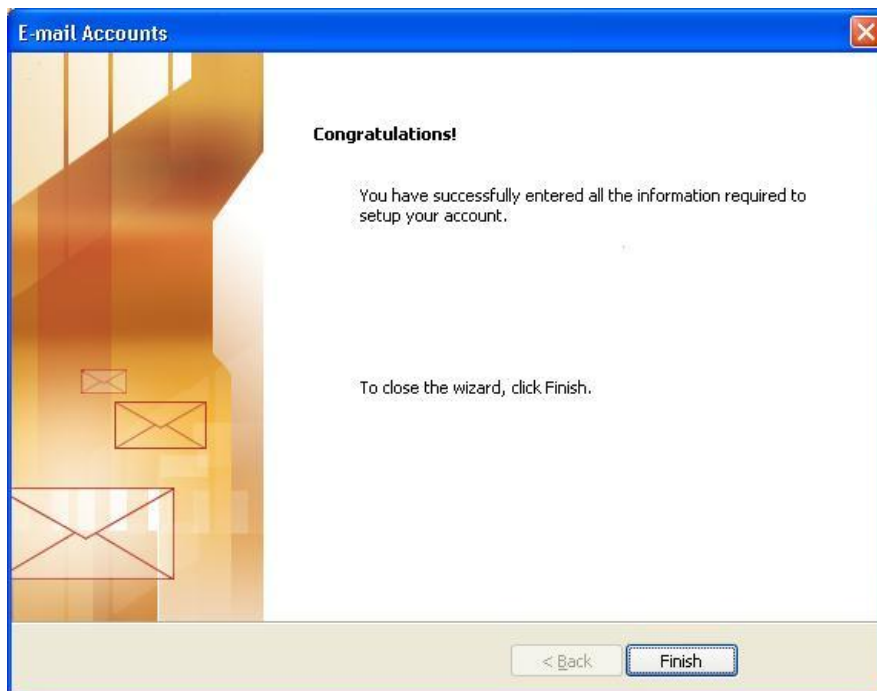 E-mail Accounts
Congratulations!
You have successfully entered all the information required to
setup your account.
To close the wizard, click Finish.
< Back
Finish